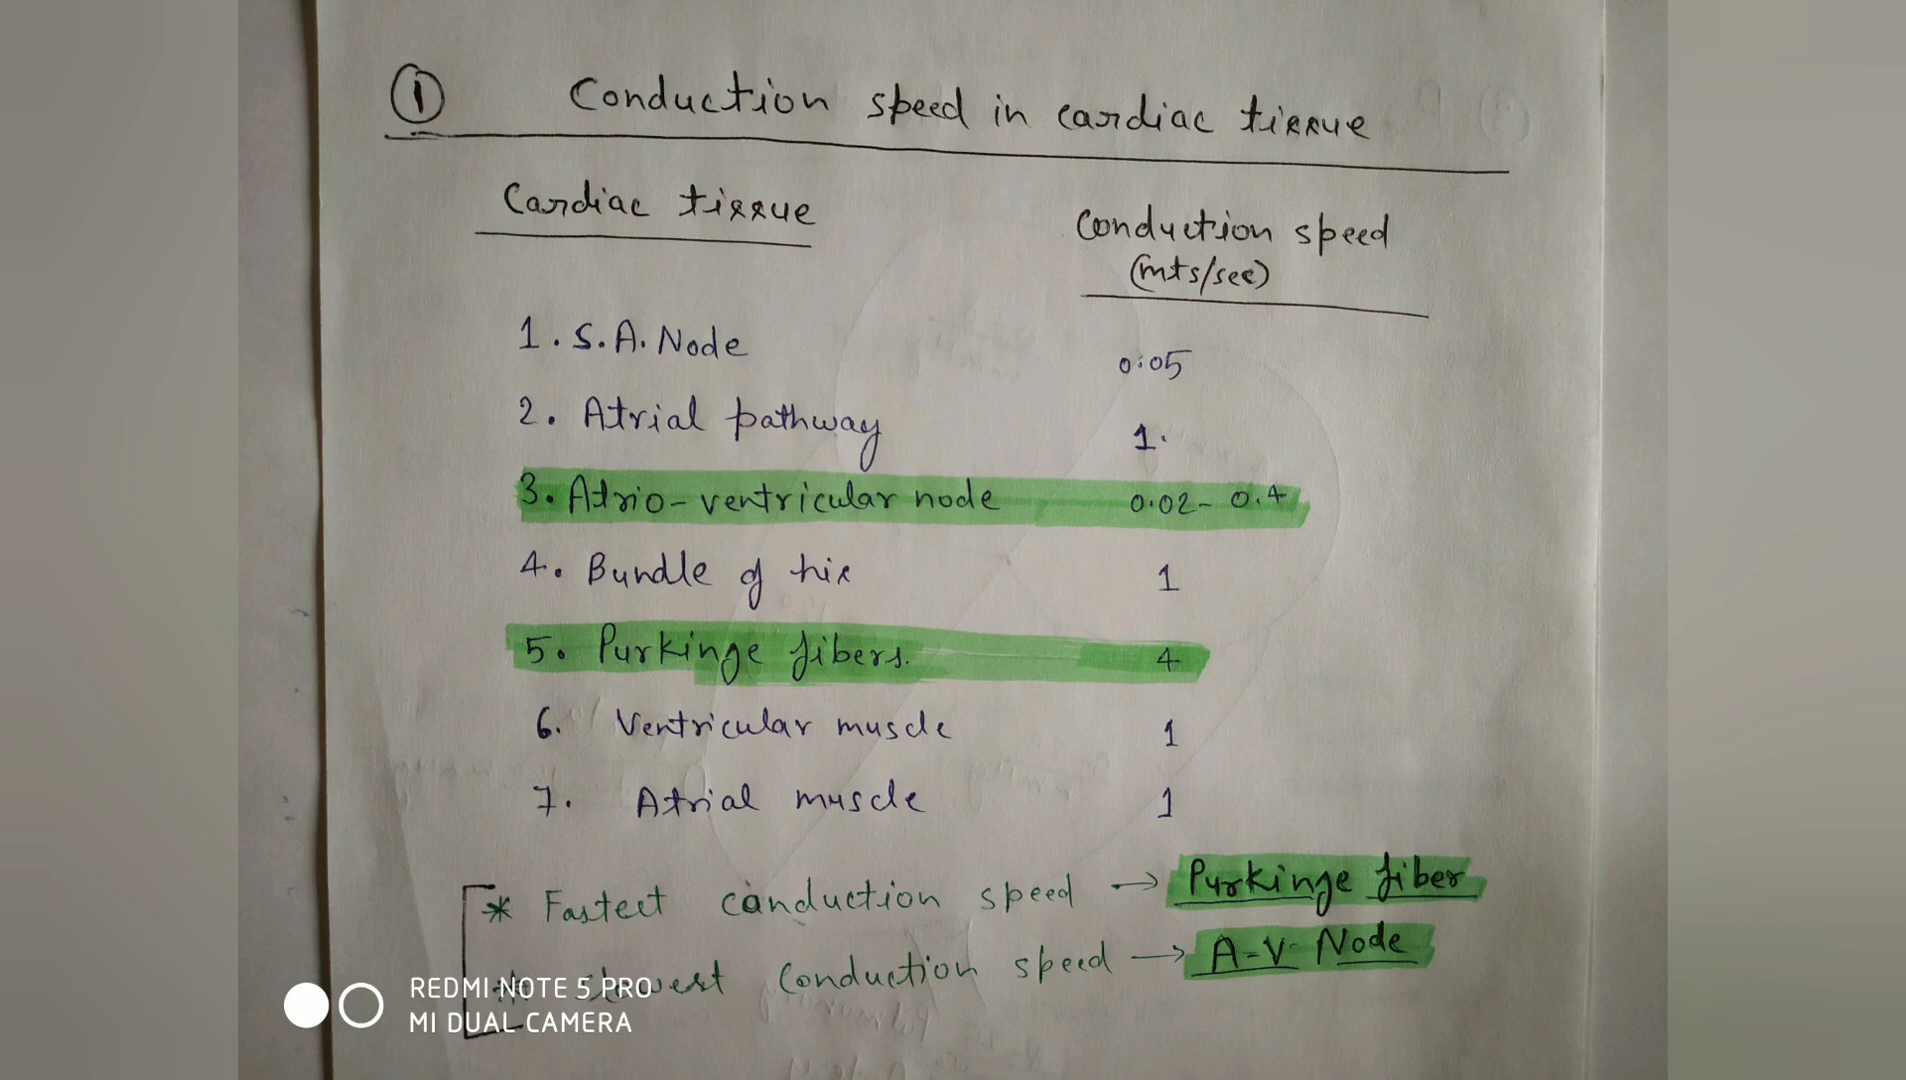 1 Conduction speed in cardiac tissue
Cardiac tissue Conduction speed
(mts/sec)
1. S.A. Node 0.05
2. Atrial pathway 1.
3. Atrio-ventricular node 0.02- 0.4
4. Bundle of his 1
5. Purkinge fibers. 4
6. Ventricular muscle 1
7. Atrial muscle 1
* Fastest conduction speed → Purkinge fiber
* Slowest conduction speed → A-V Node
REDMI NOTE 5 PRO
MI DUAL CAMERA